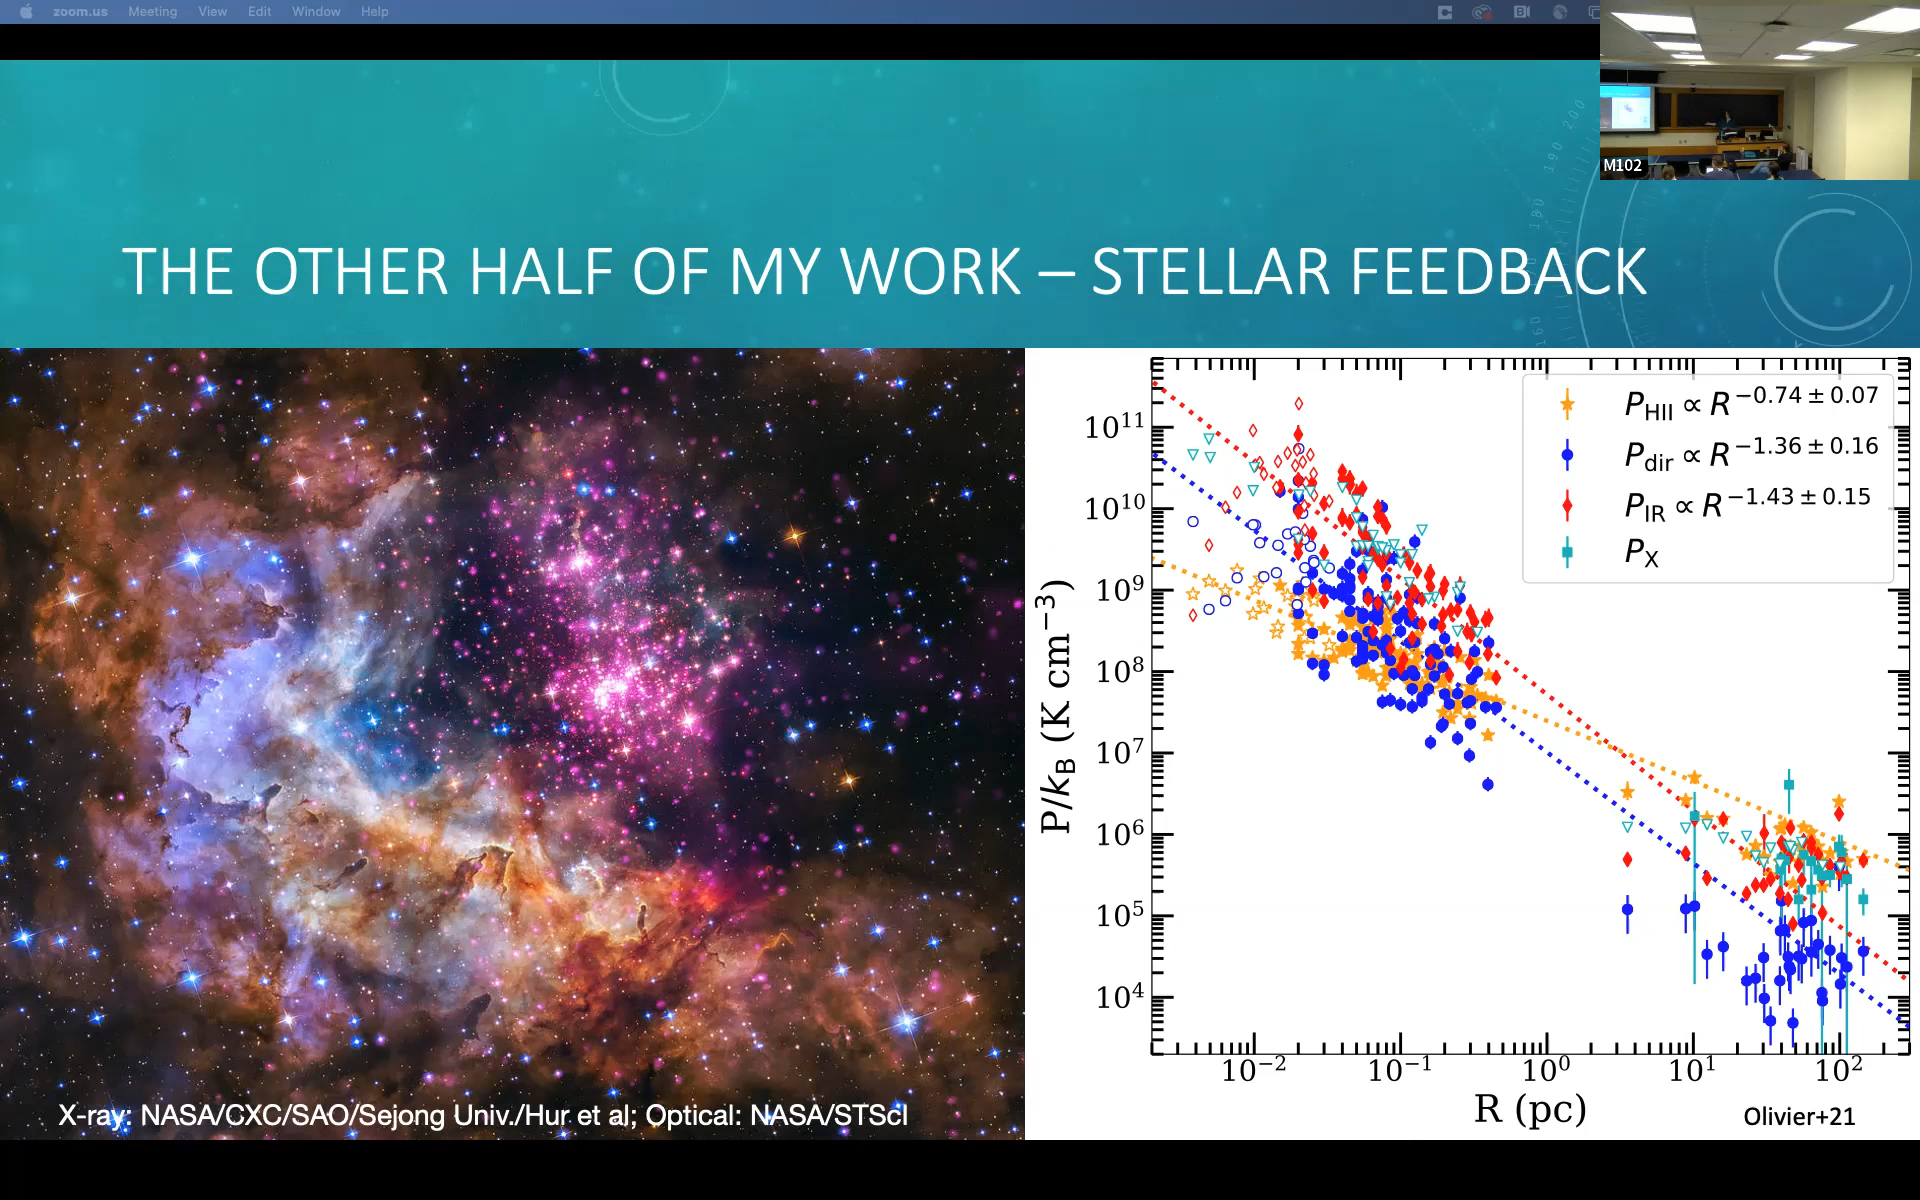 zoom.us Meeting View Edit Window Help
M102
THE OTHER HALF OF MY WORK – STELLAR FEEDBACK
200
190
180
160
X-ray: NASA/CXC/SAO/Sejong Univ./Hur et al; Optical: NASA/STScI
P_HII ∝ R^−0.74 ± 0.07
P_dir ∝ R^−1.36 ± 0.16
P_IR ∝ R^−1.43 ± 0.15
P_X
P/k_B (K cm^−3)
10^11
10^10
10^9
10^8
10^7
10^6
10^5
10^4
10^−2 10^−1 10^0 10^1 10^2
R (pc)
Olivier+21